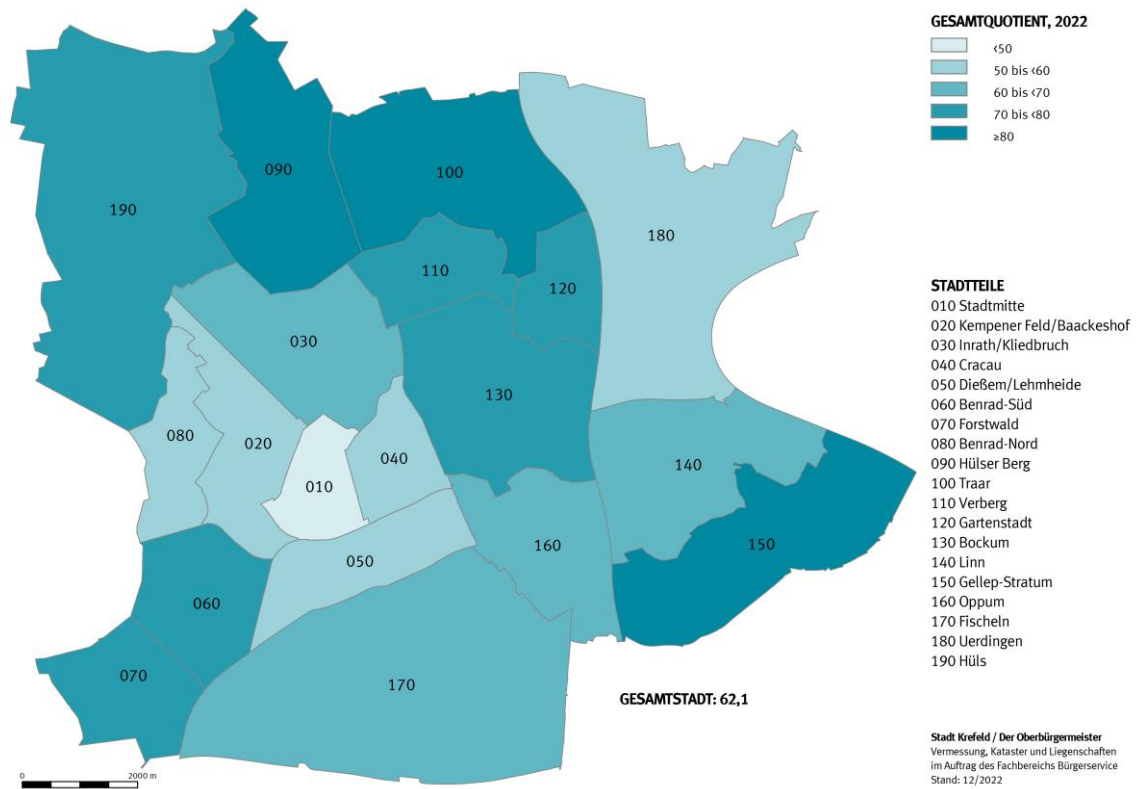 GESAMTQUOTIENT, 2022
<50
50 bis <60
60 bis <70
70 bis <80
≥80
090
100
190
180
110
120
030
130
080
020
040
140
010
150
160
050
060
070
170
GESAMTSTADT: 62,1
STADTTEILE
010 Stadtmitte
020 Kempener Feld/Baackeshof
030 Inrath/Kliedbruch
040 Cracau
050 Dießem/Lehmheide
060 Benrad-Süd
070 Forstwald
080 Benrad-Nord
090 Hülser Berg
100 Traar
110 Verberg
120 Gartenstadt
130 Bockum
140 Linn
150 Gellep-Stratum
160 Oppum
170 Fischeln
180 Uerdingen
190 Hüls
Stadt Krefeld / Der Oberbürgermeister
Vermessung, Kataster und Liegenschaften
im Auftrag des Fachbereichs Bürgerservice
Stand: 12/2022
0 2000 m